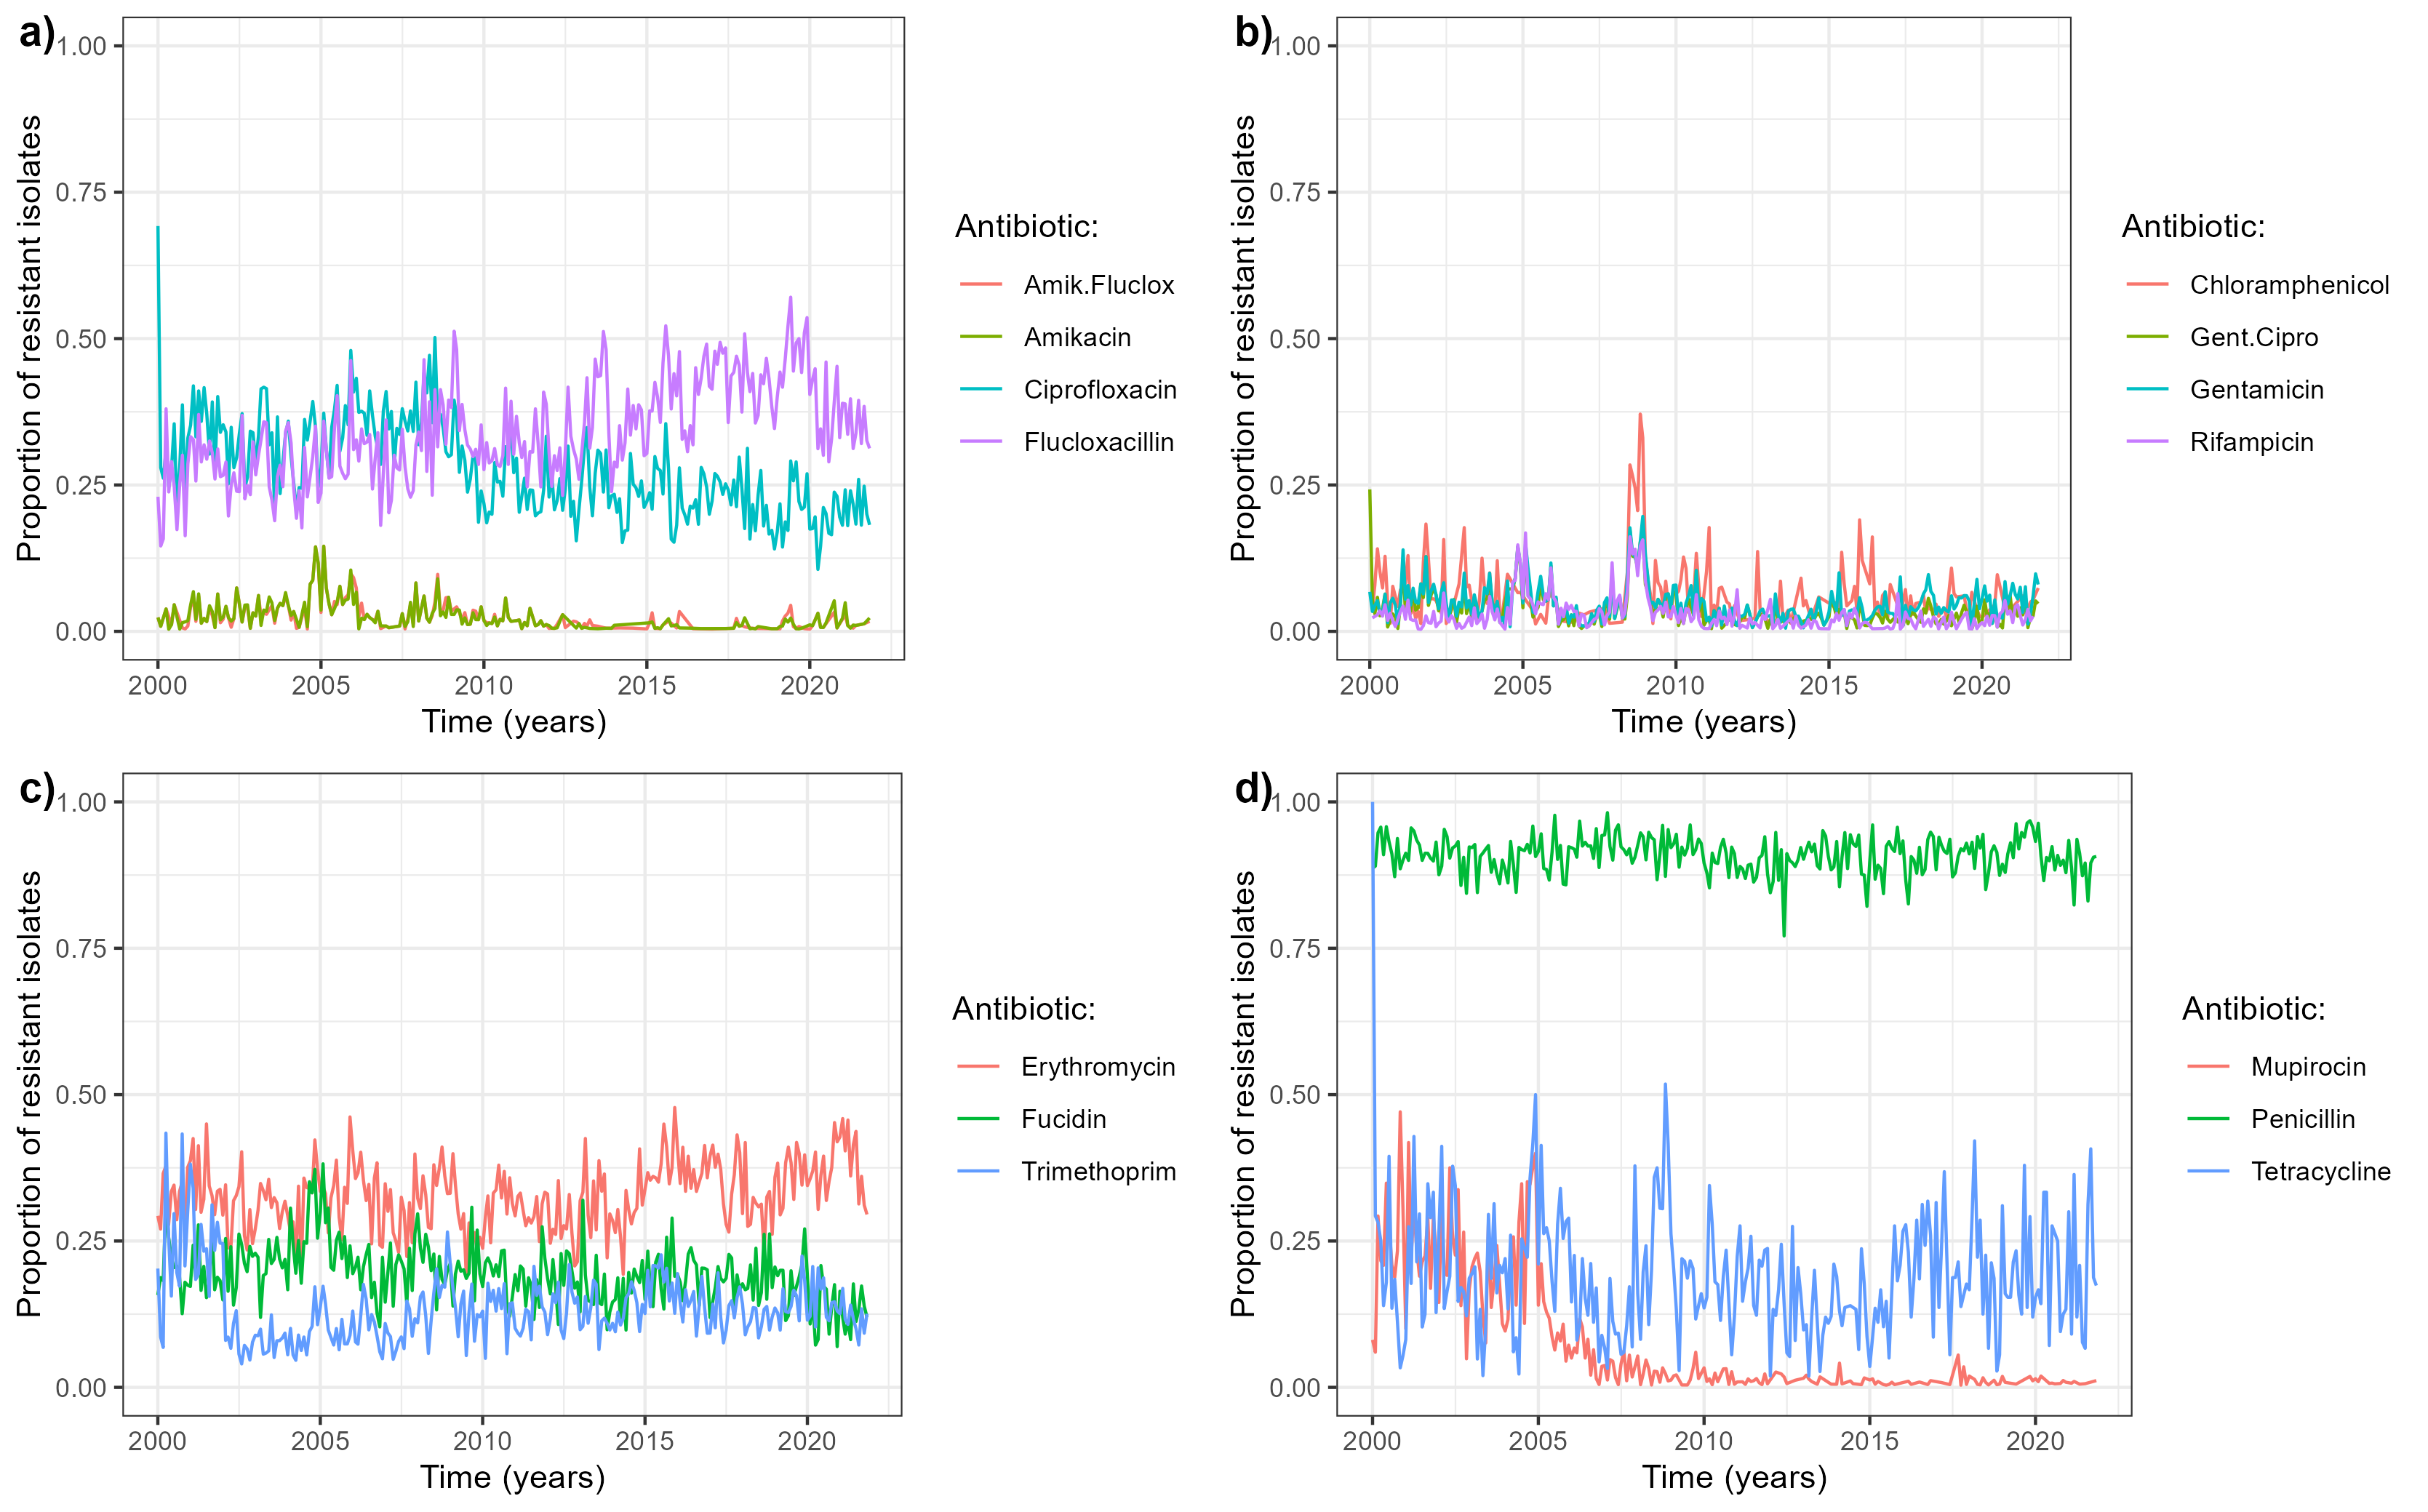 a)
1.00
0.75
0.50
0.25
0.00
Proportion of resistant isolates
2000 2005 2010 2015 2020
Time (years)
Antibiotic:
Amik.Fluclox
Amikacin
Ciprofloxacin
Flucloxacillin
b)
1.00
0.75
0.50
0.25
0.00
Proportion of resistant isolates
2000 2005 2010 2015 2020
Time (years)
Antibiotic:
Chloramphenicol
Gent.Cipro
Gentamicin
Rifampicin
c)
1.00
0.75
0.50
0.25
0.00
Proportion of resistant isolates
2000 2005 2010 2015 2020
Time (years)
Antibiotic:
Erythromycin
Fucidin
Trimethoprim
d)
1.00
0.75
0.50
0.25
0.00
Proportion of resistant isolates
2000 2005 2010 2015 2020
Time (years)
Antibiotic:
Mupirocin
Penicillin
Tetracycline